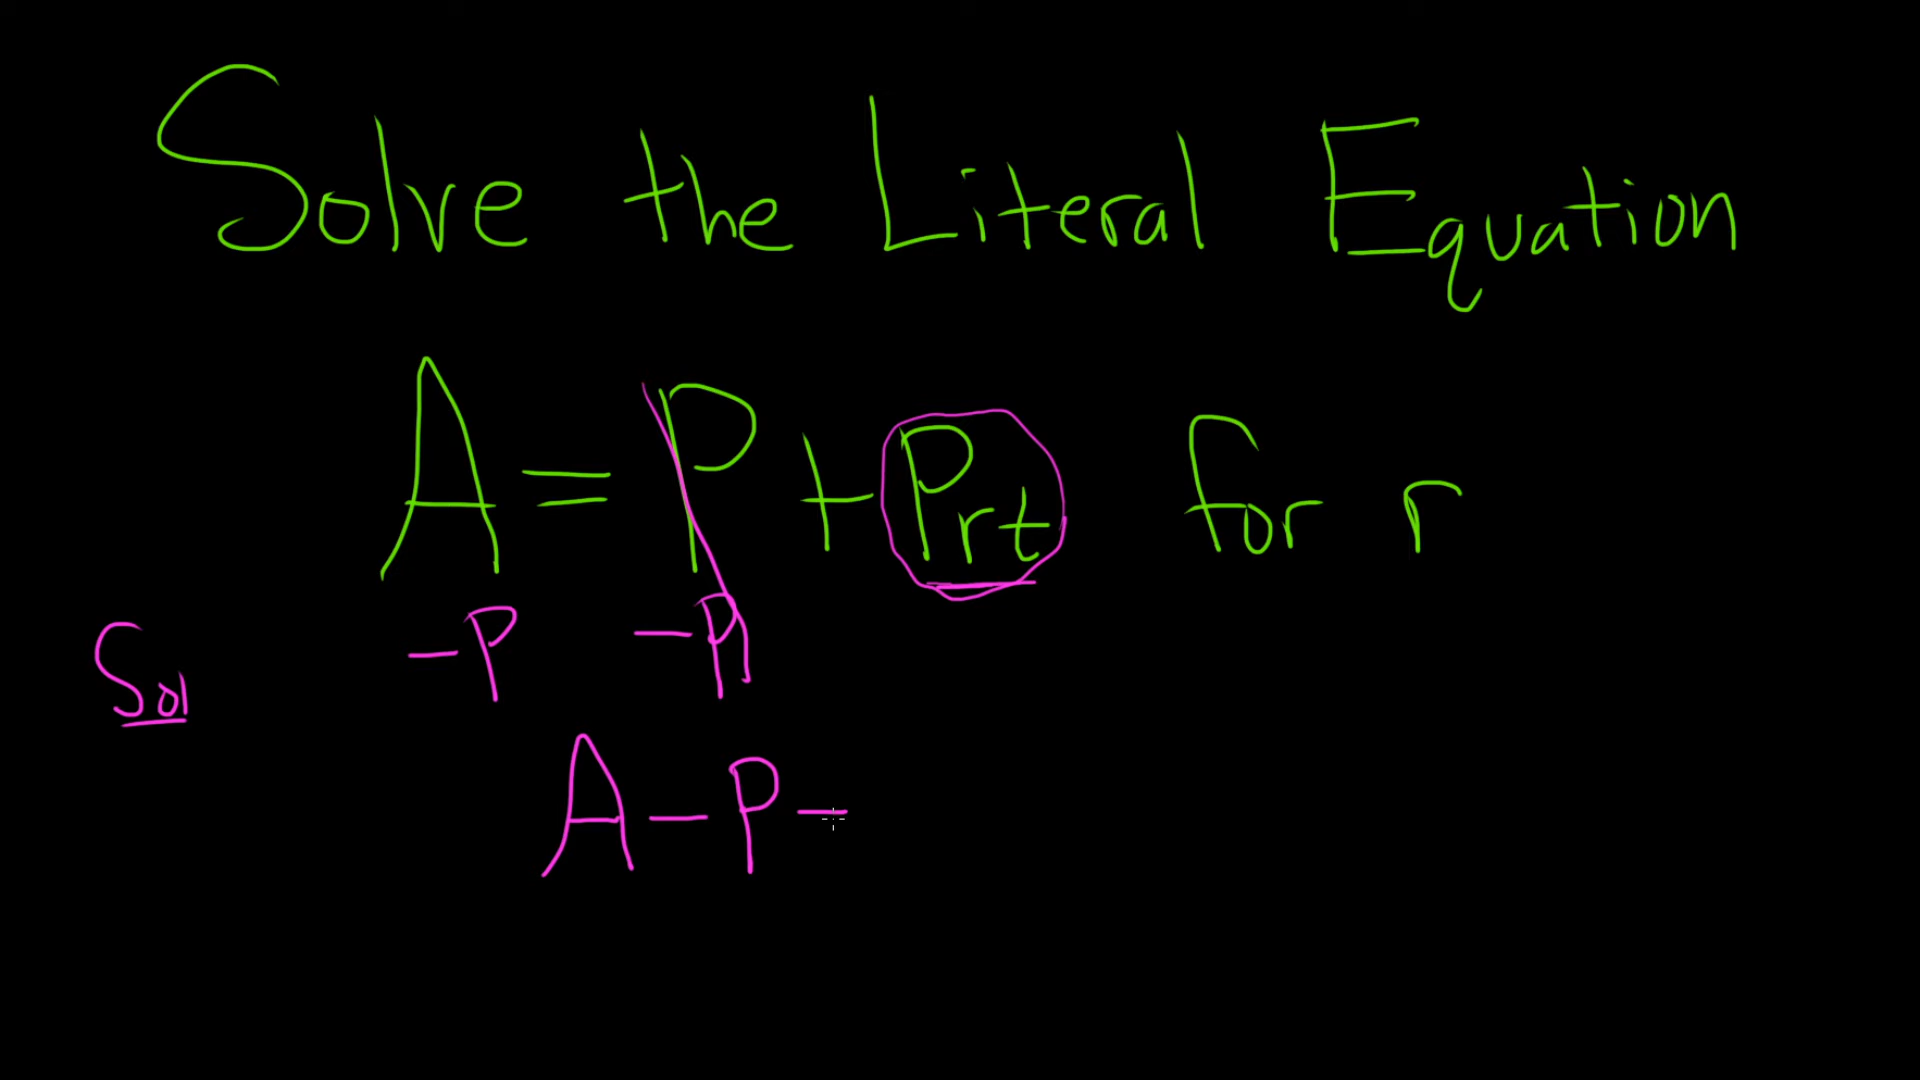 Solve the Literal Equation
A = P + Prt for r
-P -P
Sol
A - P -